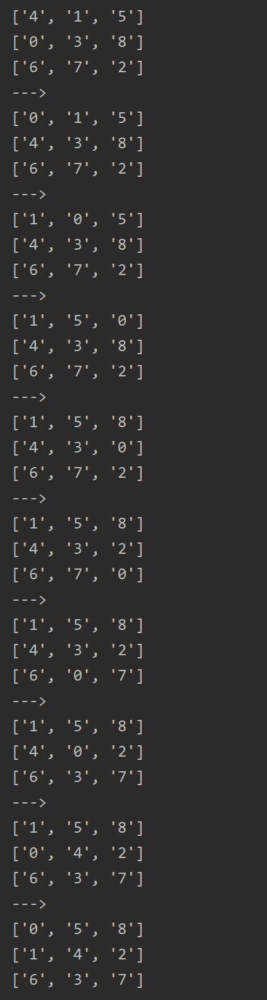 ['4', '1', '5']
['0', '3', '8']
['6', '7', '2']
--->
['0', '1', '5']
['4', '3', '8']
['6', '7', '2']
--->
['1', '0', '5']
['4', '3', '8']
['6', '7', '2']
--->
['1', '5', '0']
['4', '3', '8']
['6', '7', '2']
--->
['1', '5', '8']
['4', '3', '0']
['6', '7', '2']
--->
['1', '5', '8']
['4', '3', '2']
['6', '7', '0']
--->
['1', '5', '8']
['4', '3', '2']
['6', '0', '7']
--->
['1', '5', '8']
['4', '0', '2']
['6', '3', '7']
--->
['1', '5', '8']
['0', '4', '2']
['6', '3', '7']
--->
['0', '5', '8']
['1', '4', '2']
['6', '3', '7']